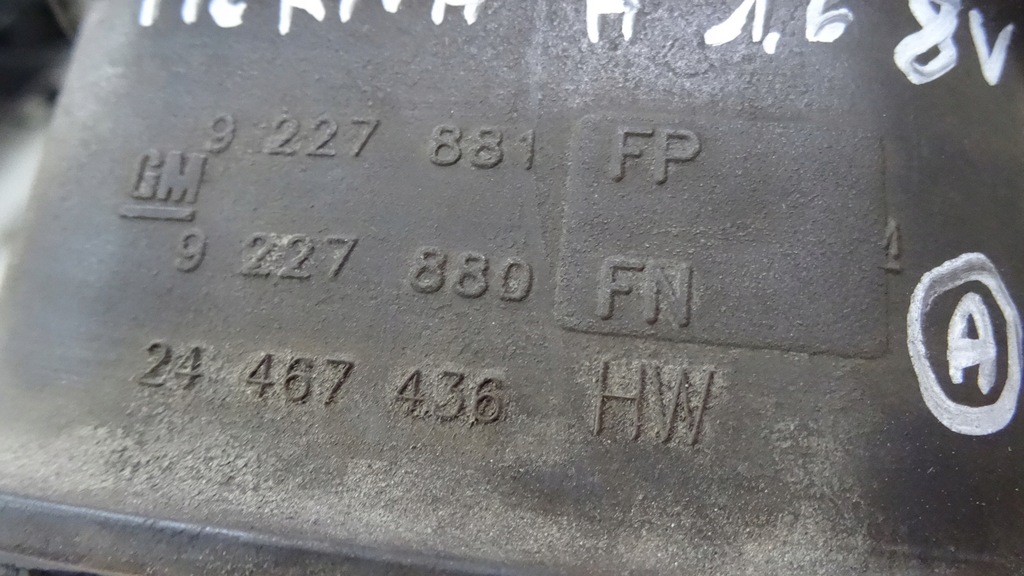 A 1.6 8V
9 227 881 FP
GM
9 227 880 FN
24 467 436 HW
A